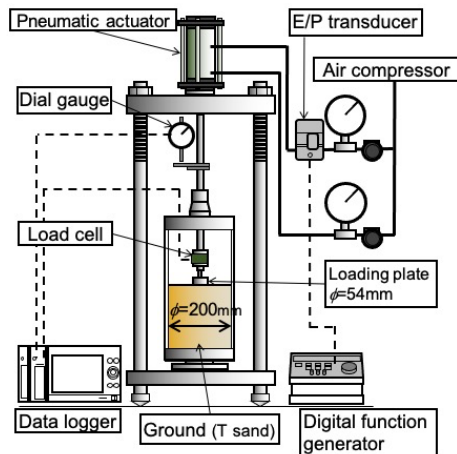 Pneumatic actuator
E/P transducer
Air compressor
Dial gauge
Load cell
Loading plate
ϕ=54mm
ϕ=200mm
Data logger
Ground (T sand)
Digital function
generator